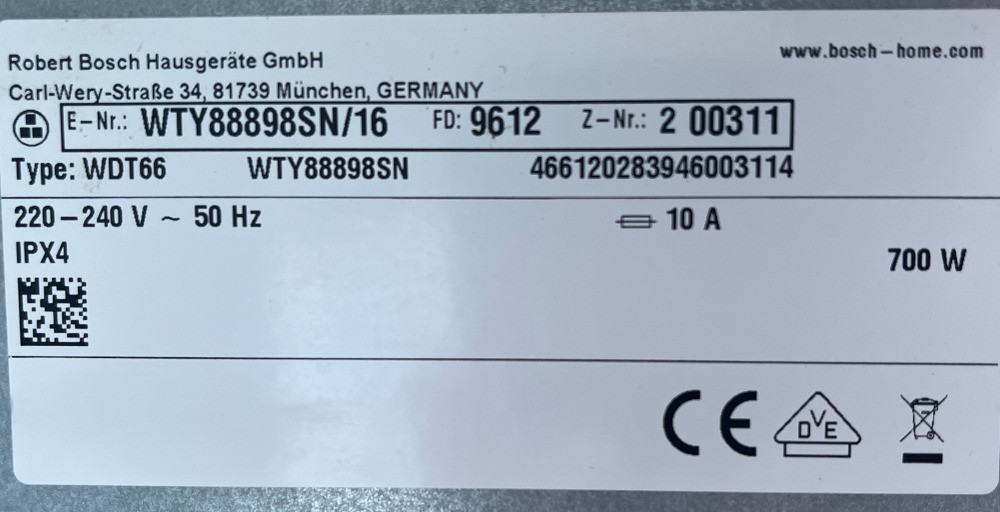 Robert Bosch Hausgeräte GmbH
www.bosch-home.com
Carl-Wery-Straße 34, 81739 München, GERMANY
E-Nr.: WTY88898SN/16 FD: 9612 Z-Nr.: 2 00311
Type: WDT66 WTY88898SN 466120283946003114
220-240 V ~ 50 Hz 10 A
IPX4 700 W
CE DVE